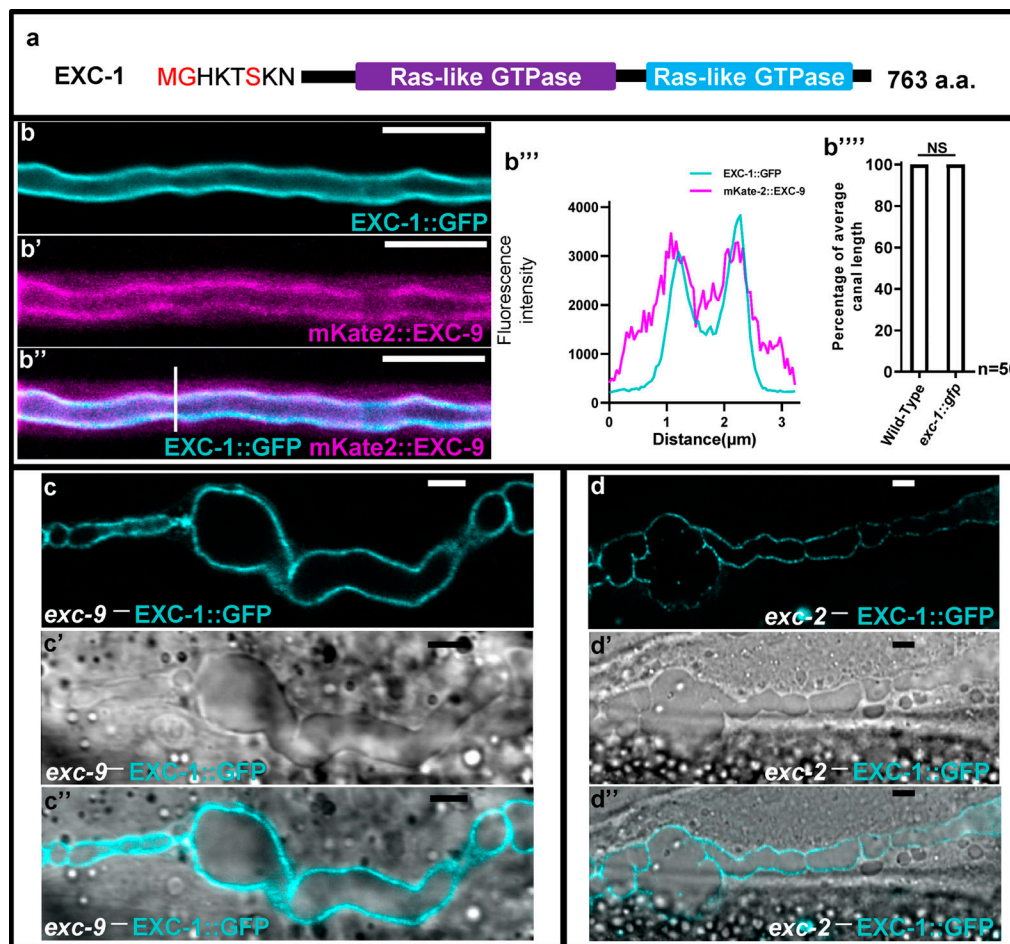 a
EXC-1 MGHKTSKN Ras-like GTPase Ras-like GTPase 763 a.a.
b
EXC-1::GFP
b'
mKate2::EXC-9
b''
EXC-1::GFP mKate2::EXC-9
b'''
EXC-1::GFP
mKate-2::EXC-9
Fluorescence
intensity
4000
3000
2000
1000
0
0 1 2 3
Distance(μm)
b''''
NS
Percentage of average
canal length
100
80
60
40
20
0
Wild-Type
exc-1::gfp
c
exc-9 — EXC-1::GFP
c'
exc-9 — EXC-1::GFP
c''
exc-9 — EXC-1::GFP
d
exc-2 — EXC-1::GFP
d'
exc-2 — EXC-1::GFP
d''
exc-2 — EXC-1::GFP